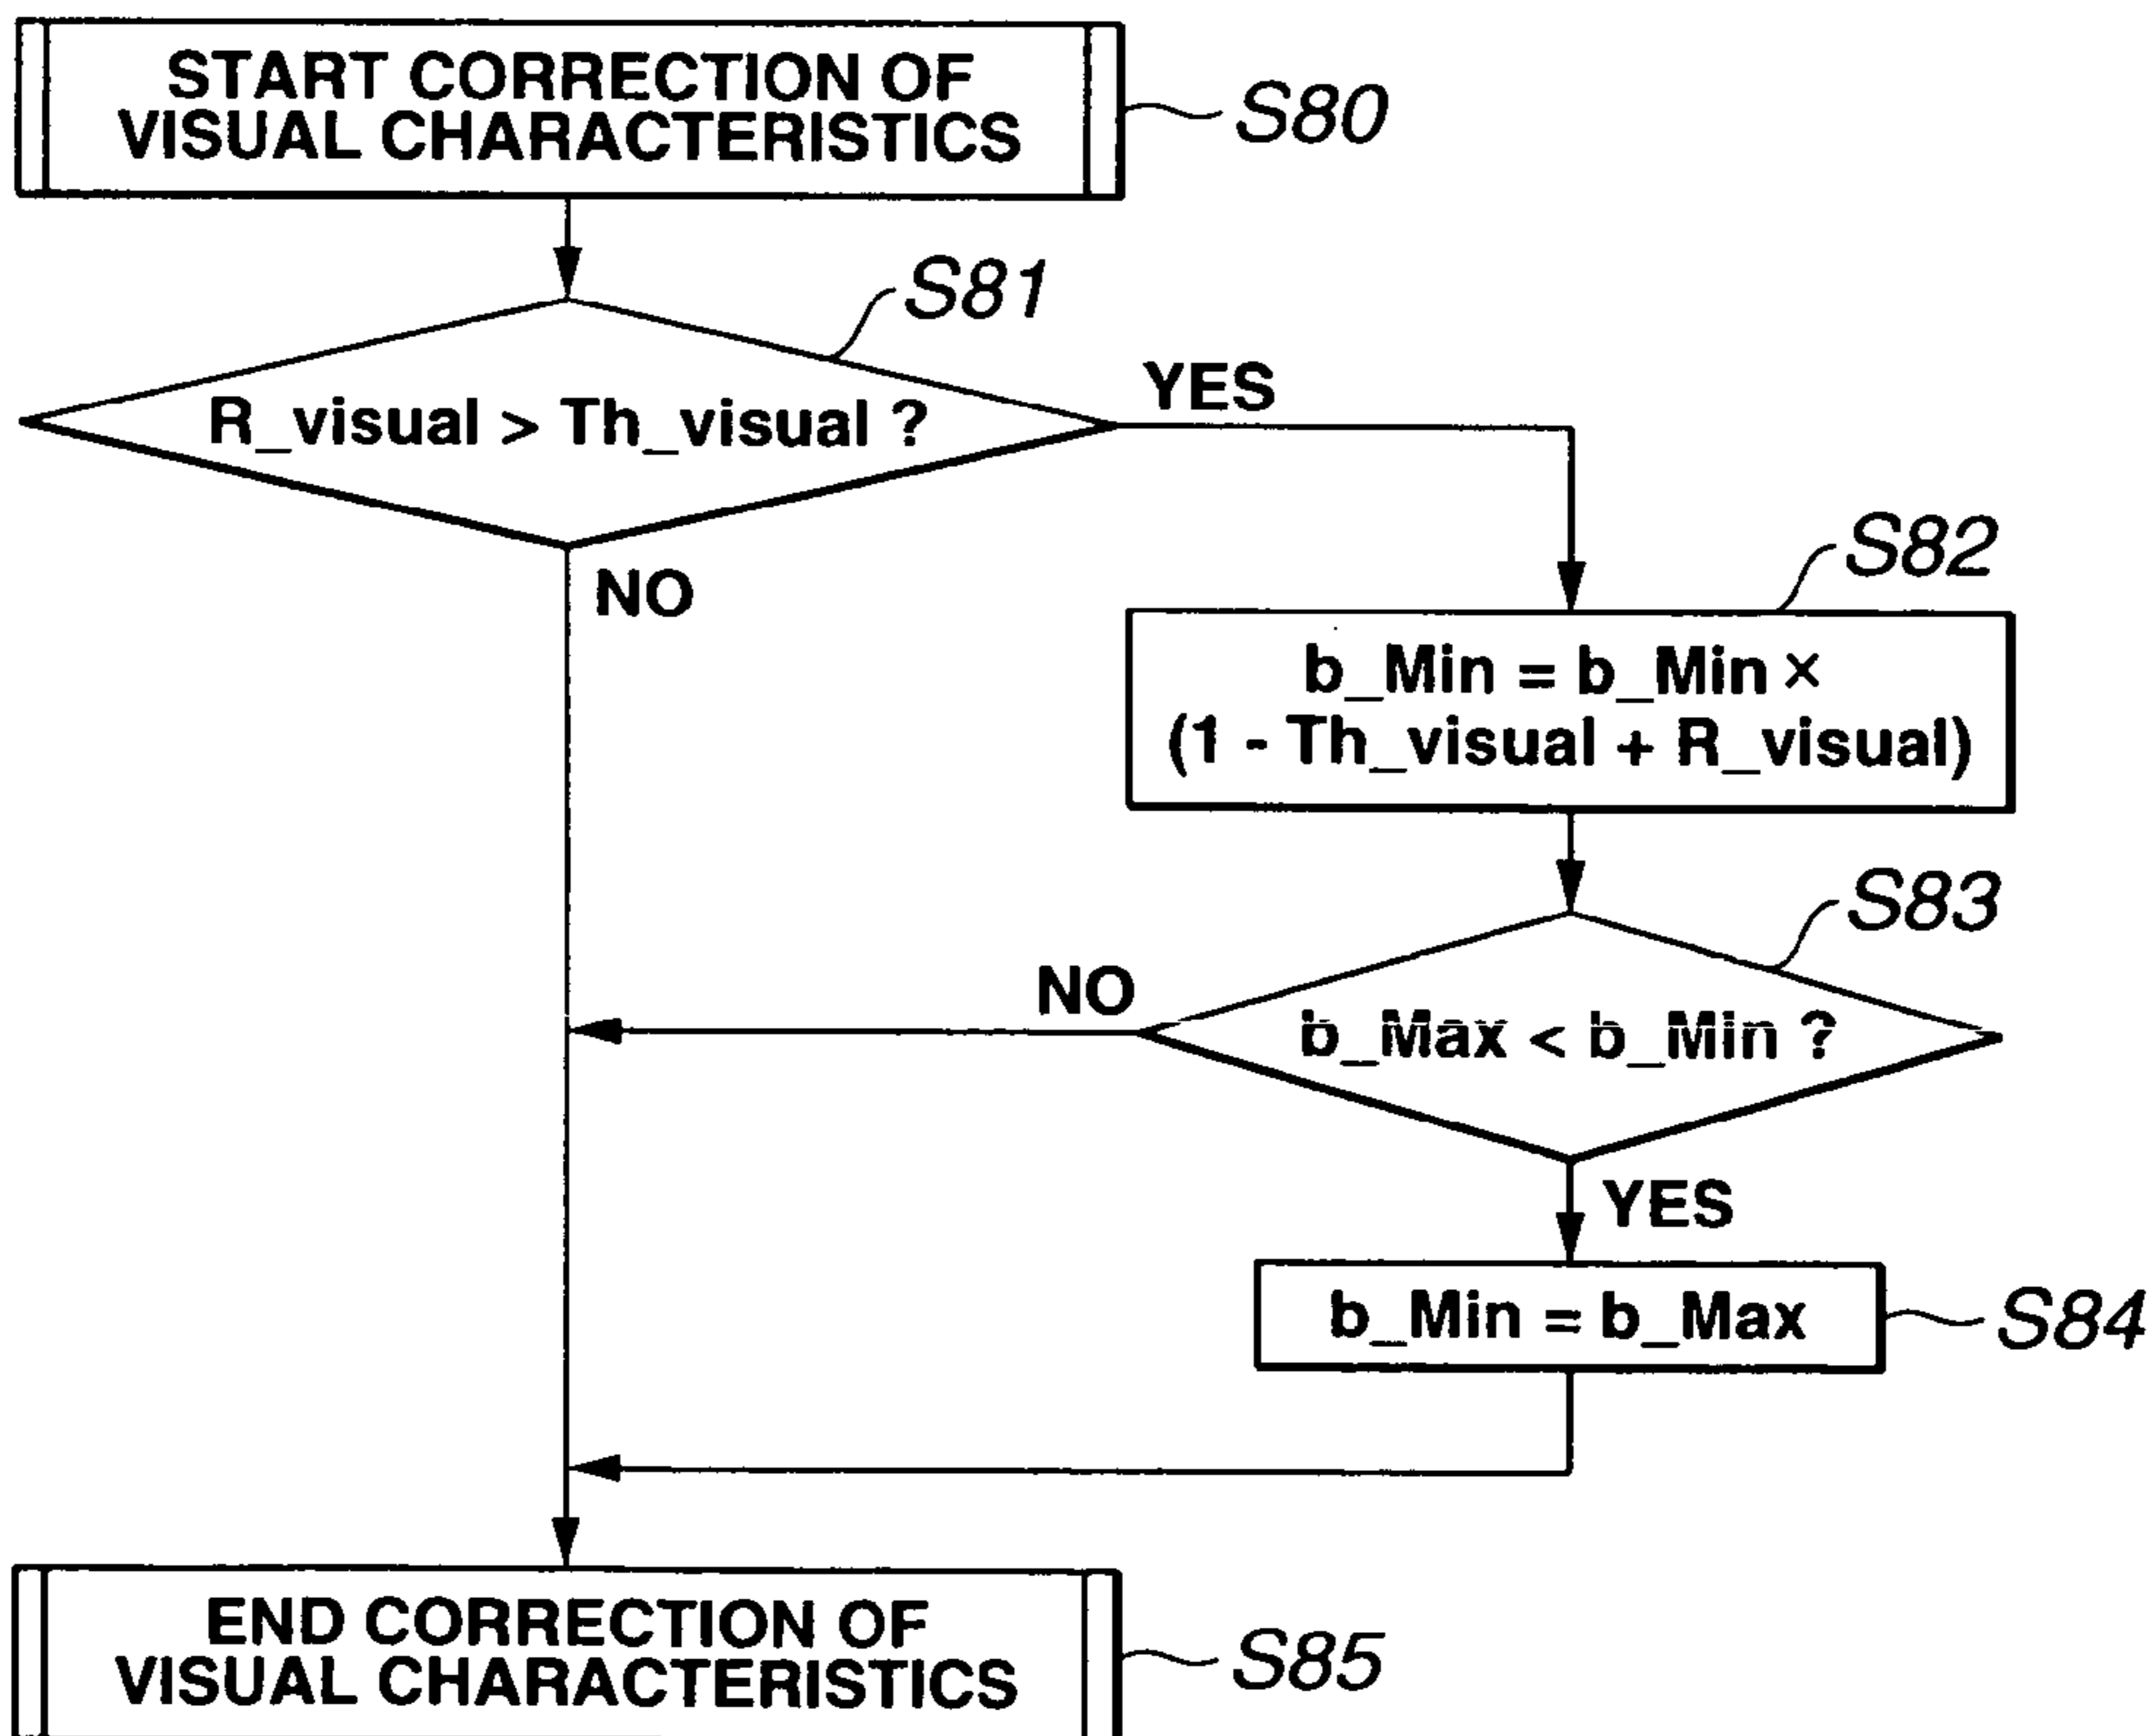 START CORRECTION OF
VISUAL CHARACTERISTICS
S80
S81
R_visual > Th_visual ?
YES
NO
S82
b_Min = b_Min ×
(1 - Th_visual + R_visual)
S83
NO
b_Max < b_Min ?
YES
b_Min = b_Max
S84
END CORRECTION OF
VISUAL CHARACTERISTICS
S85